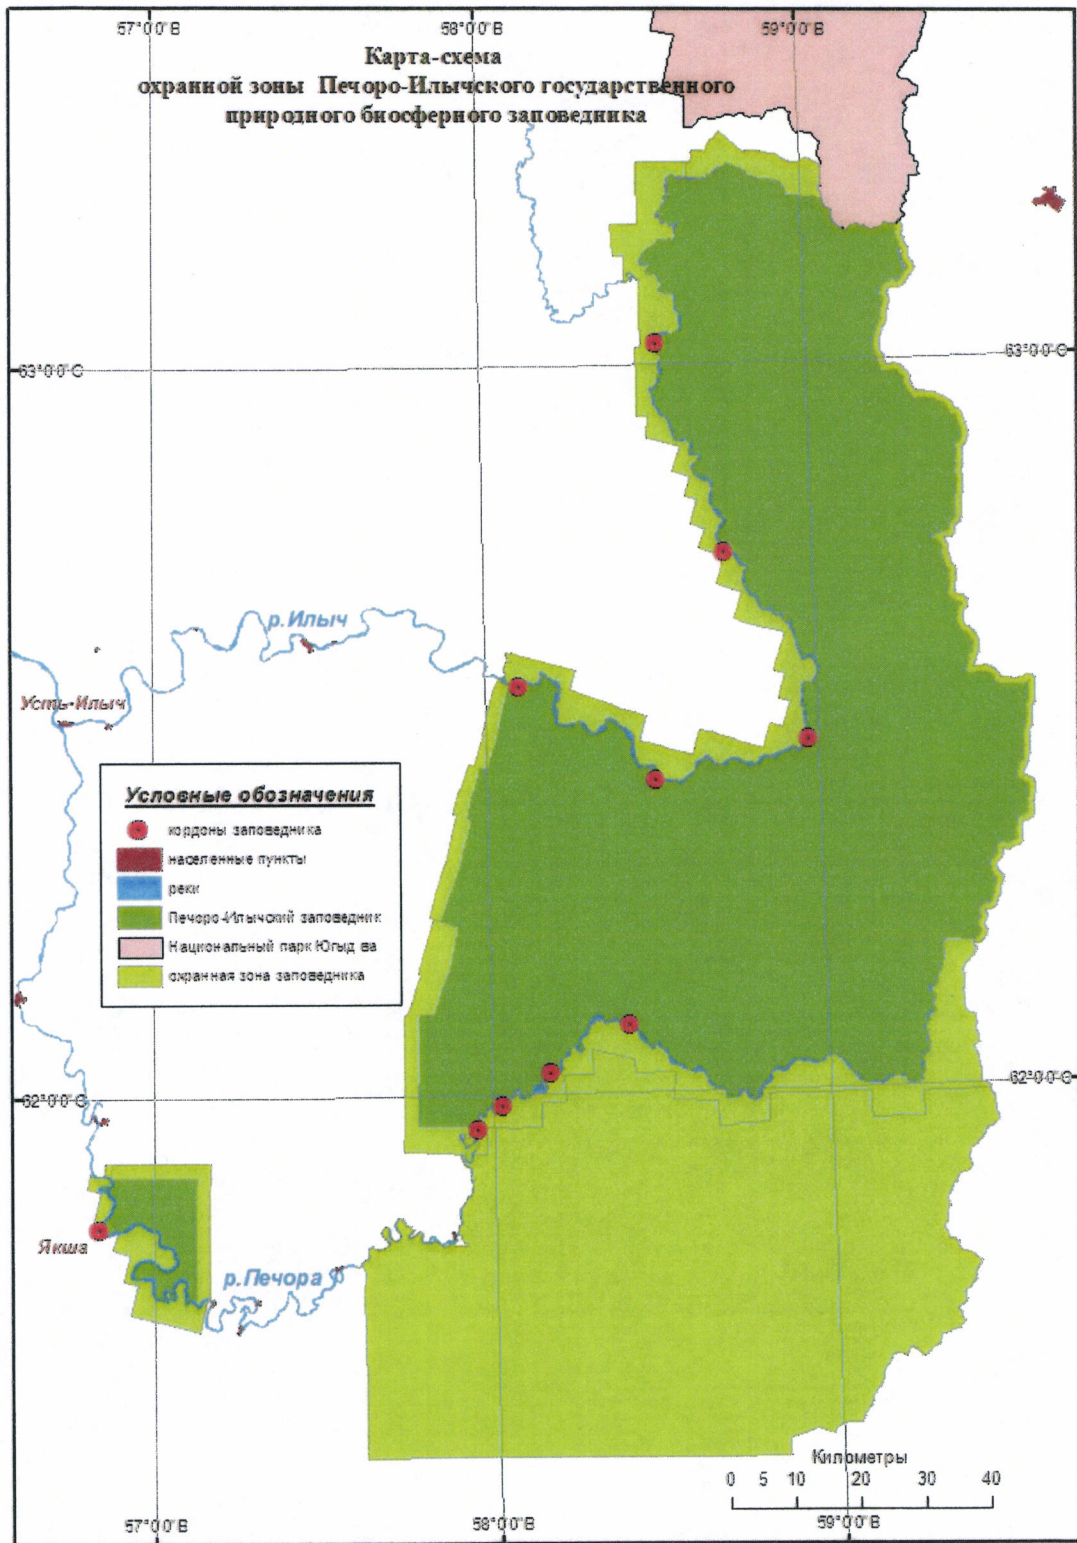 57°0'0"В 58°0'0"В 59°0'0"В
Карта-схема
охранной зоны Печоро-Илычского государственного
природного биосферного заповедника
63°0'0"С 63°0'0"С
р.Илыч
Усть-Илыч
Условные обозначения
кордоны заповедника
населенные пункты
реки
Печоро-Илычский заповедник
Национальный парк Югыд ва
охранная зона заповедника
62°0'0"С 62°0'0"С
Якша
р.Печора
Километры
0 5 10 20 30 40
57°0'0"В 58°0'0"В 59°0'0"В